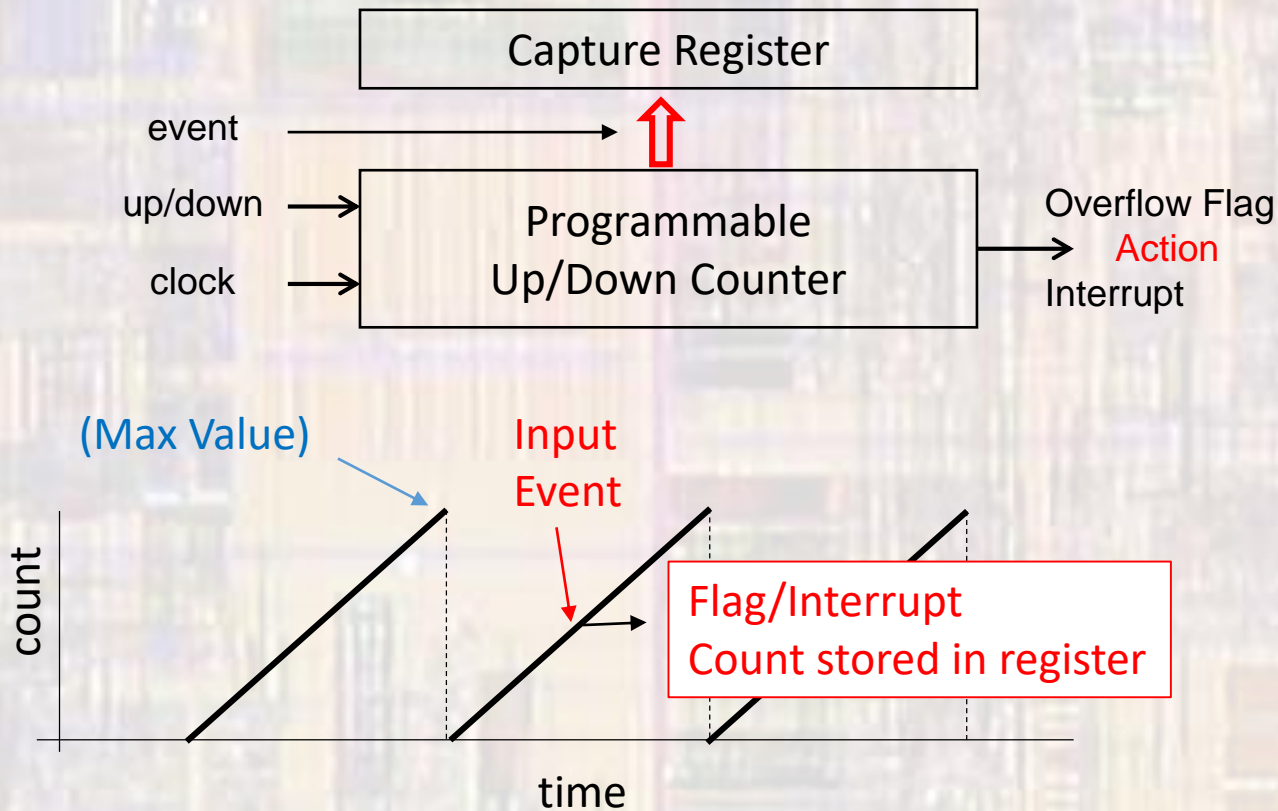 Capture Register
event
up/down
clock
Programmable
Up/Down Counter
Overflow Flag
Action
Interrupt
(Max Value)
Input
Event
count
Flag/Interrupt
Count stored in register
time